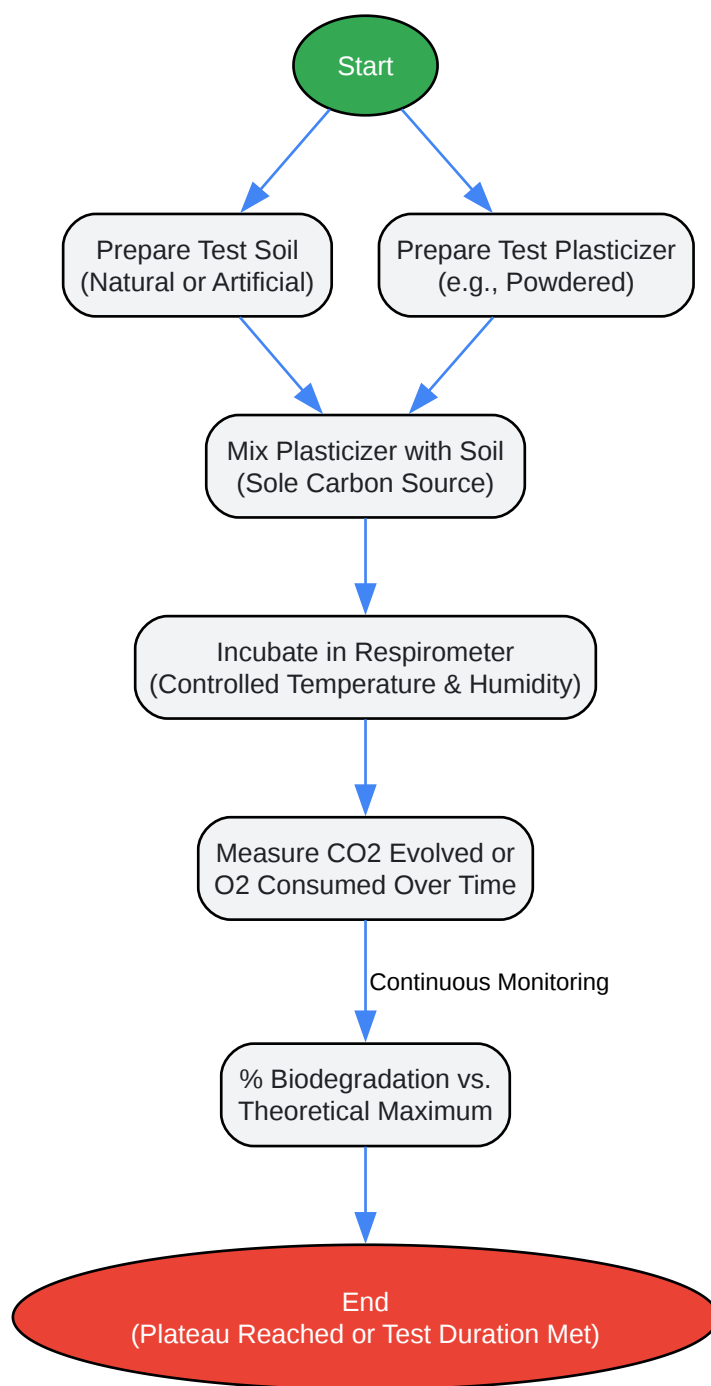 Start
Prepare Test Soil
(Natural or Artificial)
Prepare Test Plasticizer
(e.g., Powdered)
Mix Plasticizer with Soil
(Sole Carbon Source)
Incubate in Respirometer
(Controlled Temperature & Humidity)
Measure CO2 Evolved or
O2 Consumed Over Time
Continuous Monitoring
% Biodegradation vs.
Theoretical Maximum
End
(Plateau Reached or Test Duration Met)